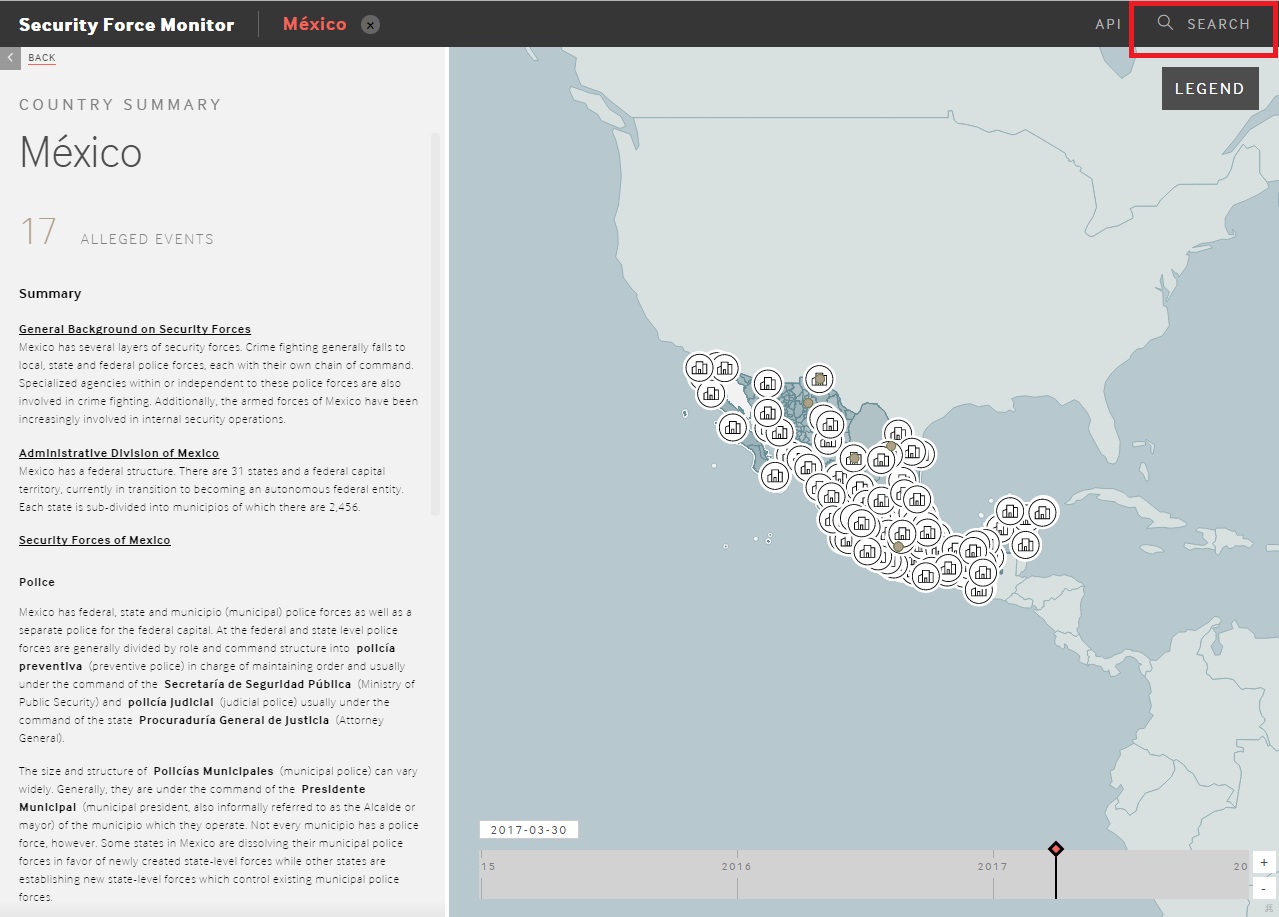 Security Force Monitor
México
API
SEARCH
BACK
LEGEND
COUNTRY SUMMARY
México
17 ALLEGED EVENTS
Summary
General Background on Security Forces
Mexico has several layers of security forces. Crime fighting generally falls to
local, state and federal police forces, each with their own chain of command.
Specialized agencies within or independent to these police forces are also
involved in crime fighting. Additionally, the armed forces of Mexico have been
increasingly involved in internal security operations.
Administrative Division of Mexico
Mexico has a federal structure. There are 31 states and a federal capital
territory, currently in transition to becoming an autonomous federal entity.
Each state is sub-divided into municipios of which there are 2,456.
Security Forces of Mexico
Police
Mexico has federal, state and municipio (municipal) police forces as well as a
separate police for the federal capital. At the federal and state level police
forces are generally divided by role and command structure into policía
preventiva (preventive police) in charge of maintaining order and usually
under the command of the Secretaría de Seguridad Pública (Ministry of
Public Security) and policía judicial (judicial police) usually under the
command of the state Procuraduría General de Justicia (Attorney
General).
The size and structure of Policías Municipales (municipal police) can vary
widely. Generally, they are under the command of the Presidente
Municipal (municipal president, also informally referred to as the Alcalde or
mayor) of the municipio which they operate. Not every municipio has a police
force, however. Some states in Mexico are dissolving their municipal police
forces in favor of newly created state-level forces while other states are
establishing new state-level forces which control existing municipal police
forces.
2017-03-30
15
2016
2017
20
+
-